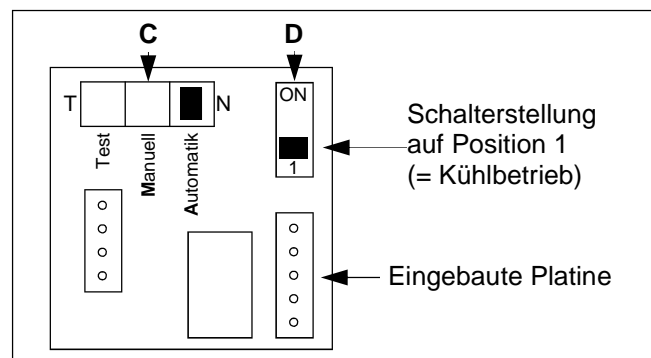 C
D
T
N
Test
Manuell
Automatik
ON
1
Schalterstellung
auf Position 1
(= Kühlbetrieb)
Eingebaute Platine